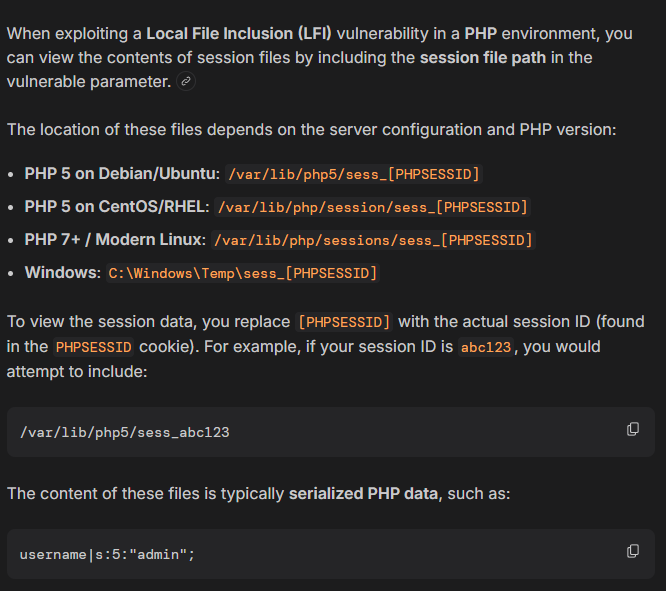 When exploiting a Local File Inclusion (LFI) vulnerability in a PHP environment, you
can view the contents of session files by including the session file path in the
vulnerable parameter.
The location of these files depends on the server configuration and PHP version:
• PHP 5 on Debian/Ubuntu: /var/lib/php5/sess_[PHPSESSID]
• PHP 5 on CentOS/RHEL: /var/lib/php/session/sess_[PHPSESSID]
• PHP 7+ / Modern Linux: /var/lib/php/sessions/sess_[PHPSESSID]
• Windows: C:\Windows\Temp\sess_[PHPSESSID]
To view the session data, you replace [PHPSESSID] with the actual session ID (found
in the PHPSESSID cookie). For example, if your session ID is abc123, you would
attempt to include:
/var/lib/php5/sess_abc123
The content of these files is typically serialized PHP data, such as:
username|s:5:"admin";